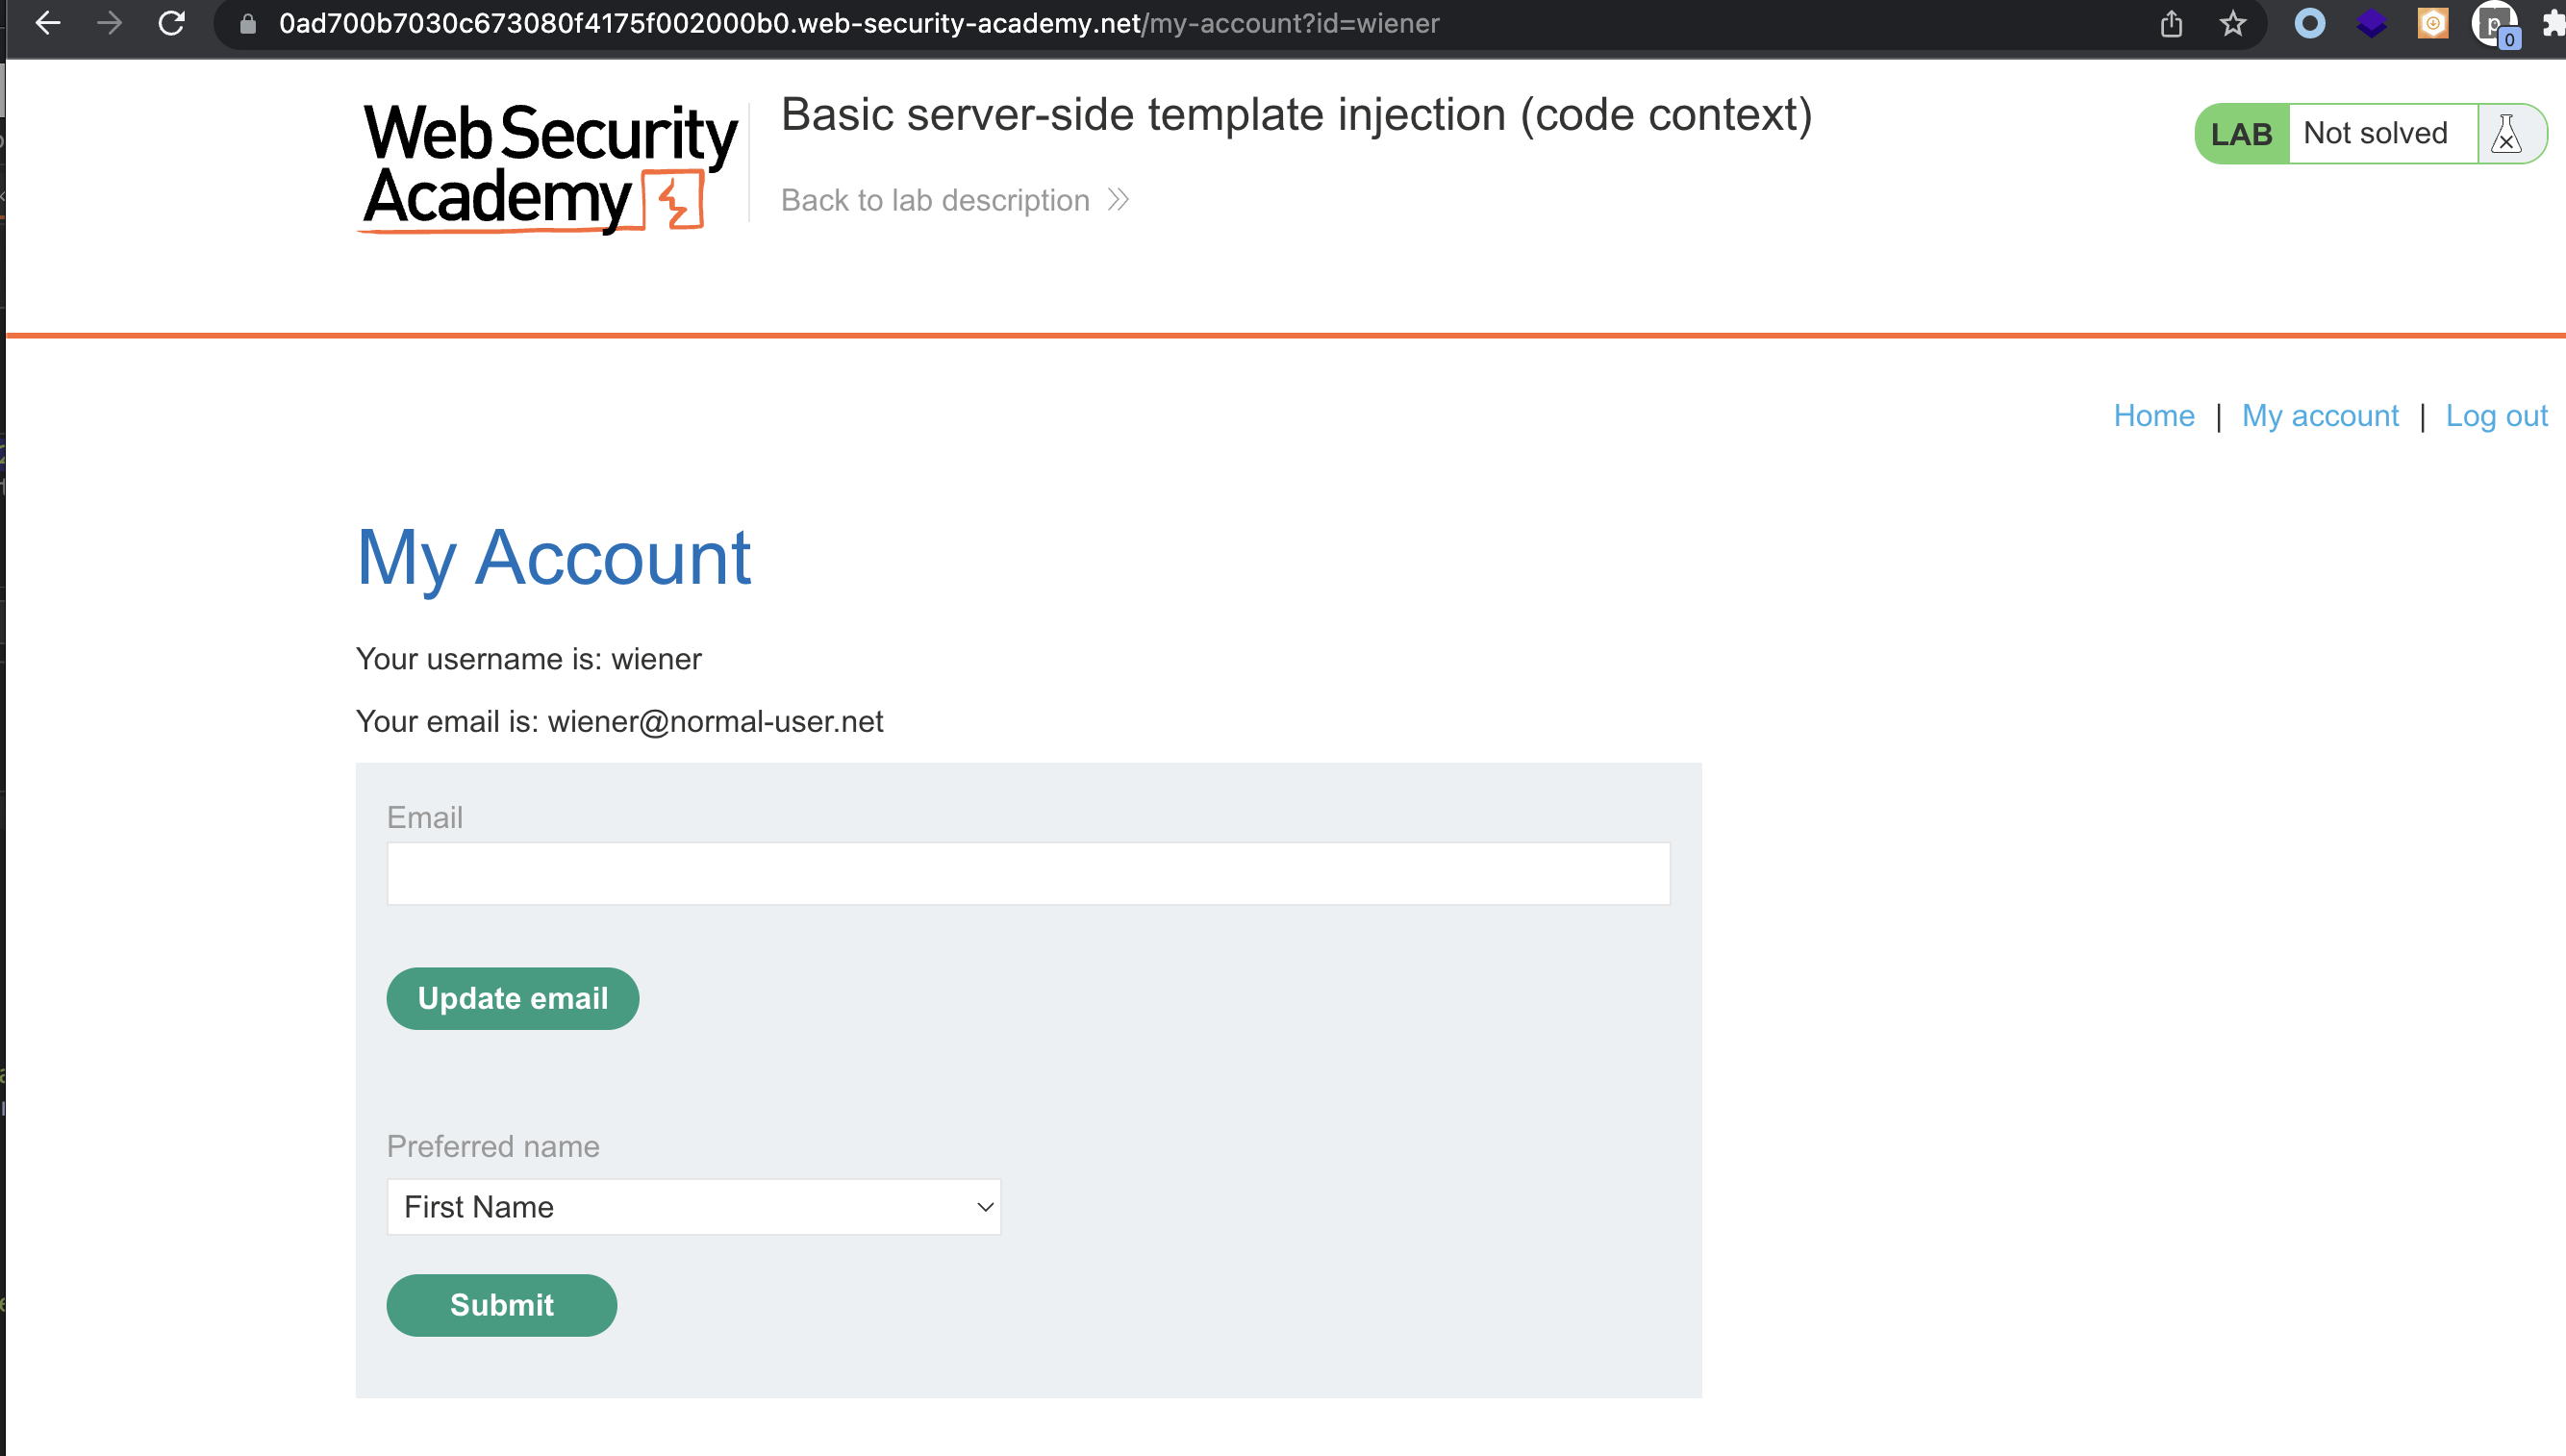 0ad700b7030c673080f4175f002000b0.web-security-academy.net/my-account?id=wiener
p
0
Web Security
Academy
Basic server-side template injection (code context)
Back to lab description
LAB Not solved
Home | My account | Log out
My Account
Your username is: wiener
Your email is: wiener@normal-user.net
Email
Update email
Preferred name
First Name
Submit